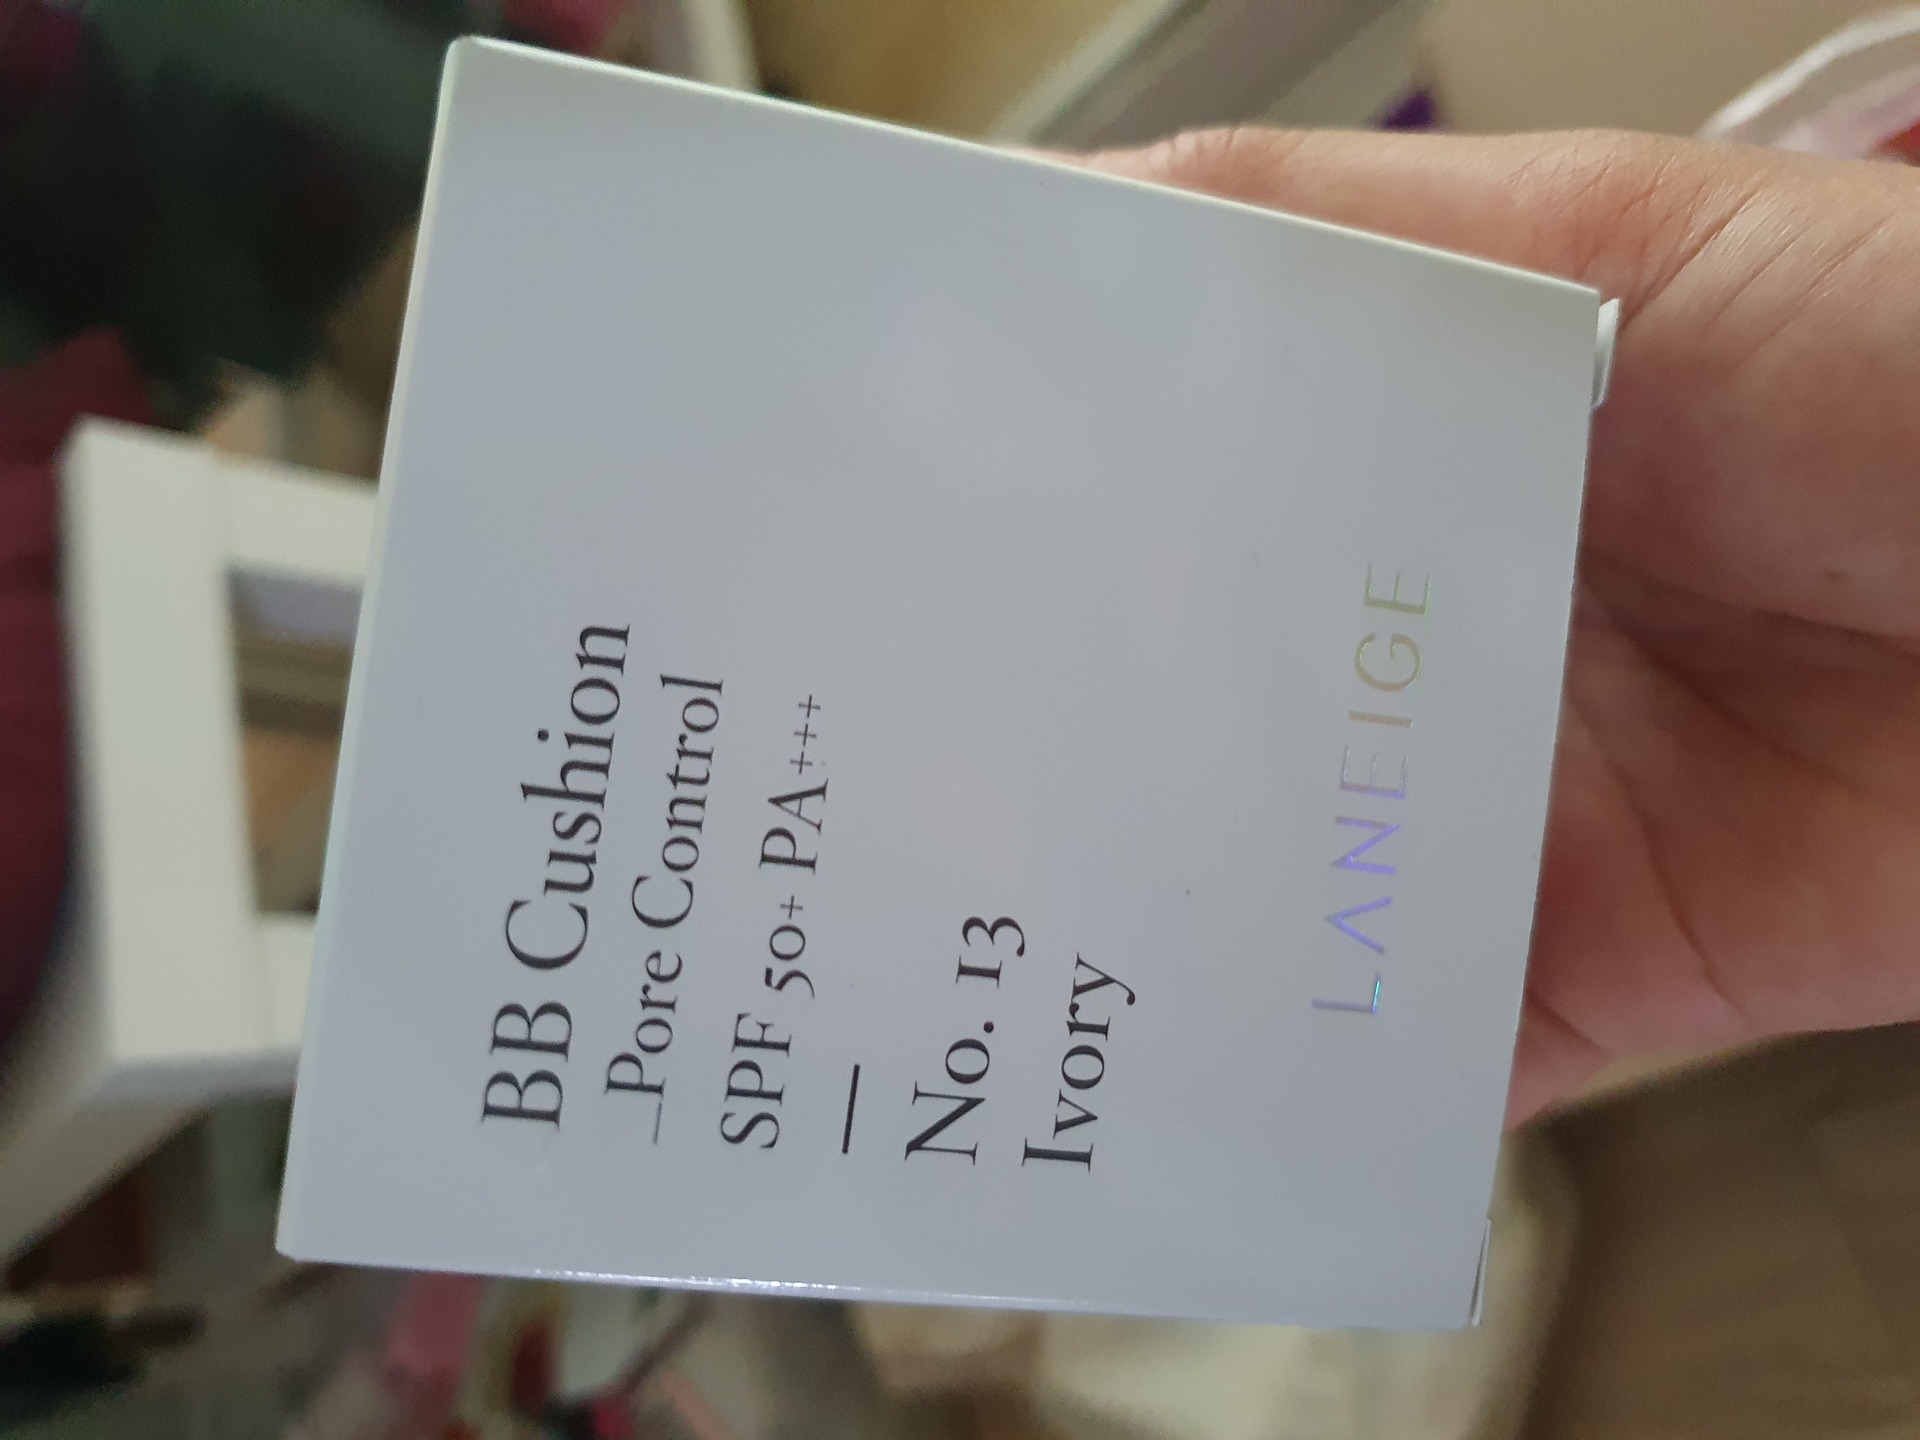 BB Cushion
_Pore Control
SPF 50+ PA+++
—
No. 13
Ivory
LANEIGE